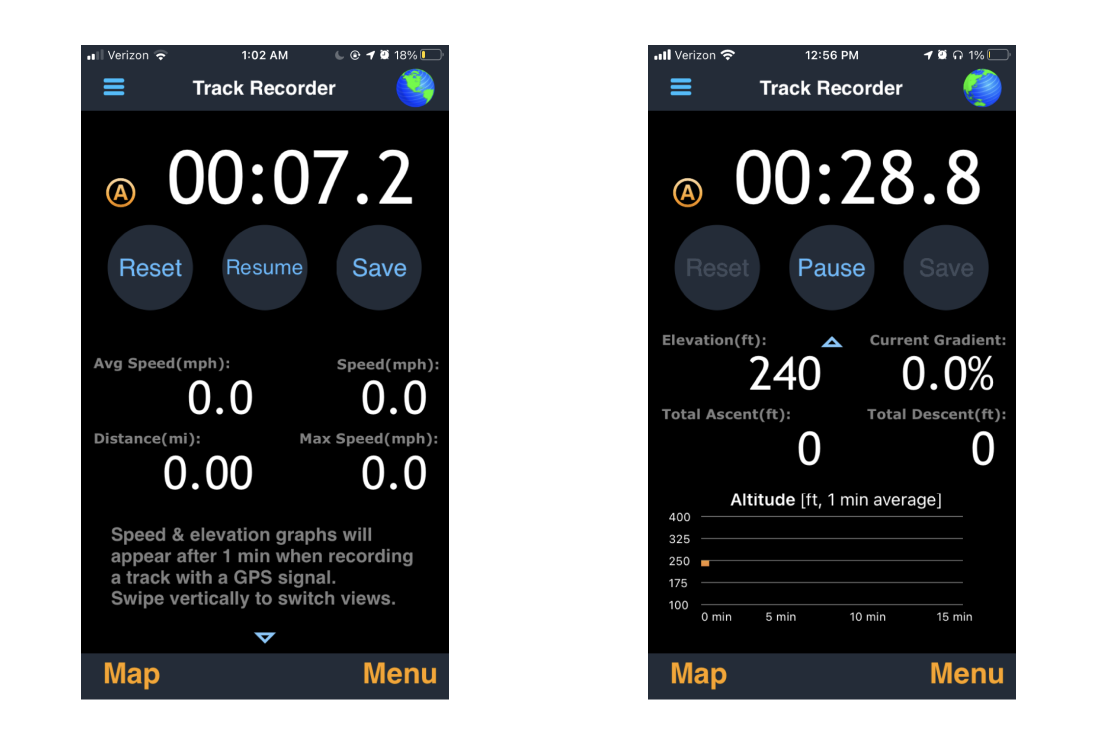 Verizon 1:02 AM 18%
Track Recorder
A 00:07.2
Reset Resume Save
Avg Speed(mph): Speed(mph):
0.0 0.0
Distance(mi): Max Speed(mph):
0.00 0.0
Speed & elevation graphs will
appear after 1 min when recording
a track with a GPS signal.
Swipe vertically to switch views.
Map Menu
Verizon 12:56 PM 1%
Track Recorder
A 00:28.8
Reset Pause Save
Elevation(ft): Current Gradient:
240 0.0%
Total Ascent(ft): Total Descent(ft):
0 0
Altitude [ft, 1 min average]
400
325
250
175
100
0 min 5 min 10 min 15 min
Map Menu